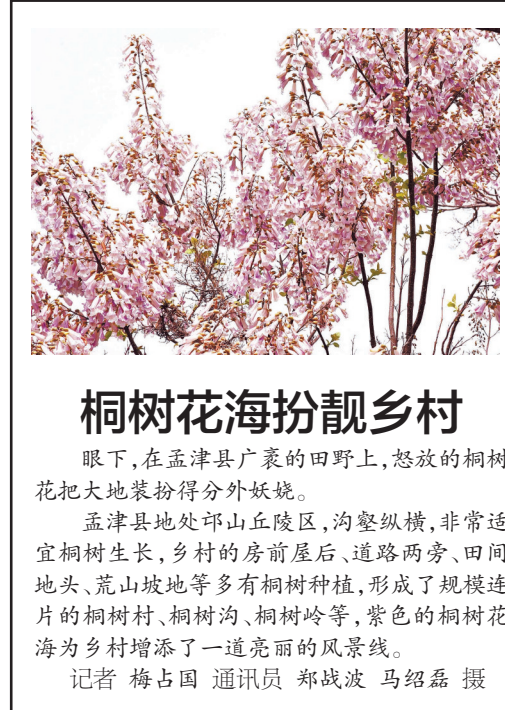 桐树花海扮靓乡村
眼下,在孟津县广袤的田野上,怒放的桐树
花把大地装扮得分外妖娆。
孟津县地处邙山丘陵区,沟壑纵横,非常适
宜桐树生长,乡村的房前屋后、道路两旁、田间
地头、荒山坡地等多有桐树种植,形成了规模连
片的桐树村、桐树沟、桐树岭等,紫色的桐树花
海为乡村增添了一道亮丽的风景线。
记者 梅占国 通讯员 郑战波 马绍磊 摄